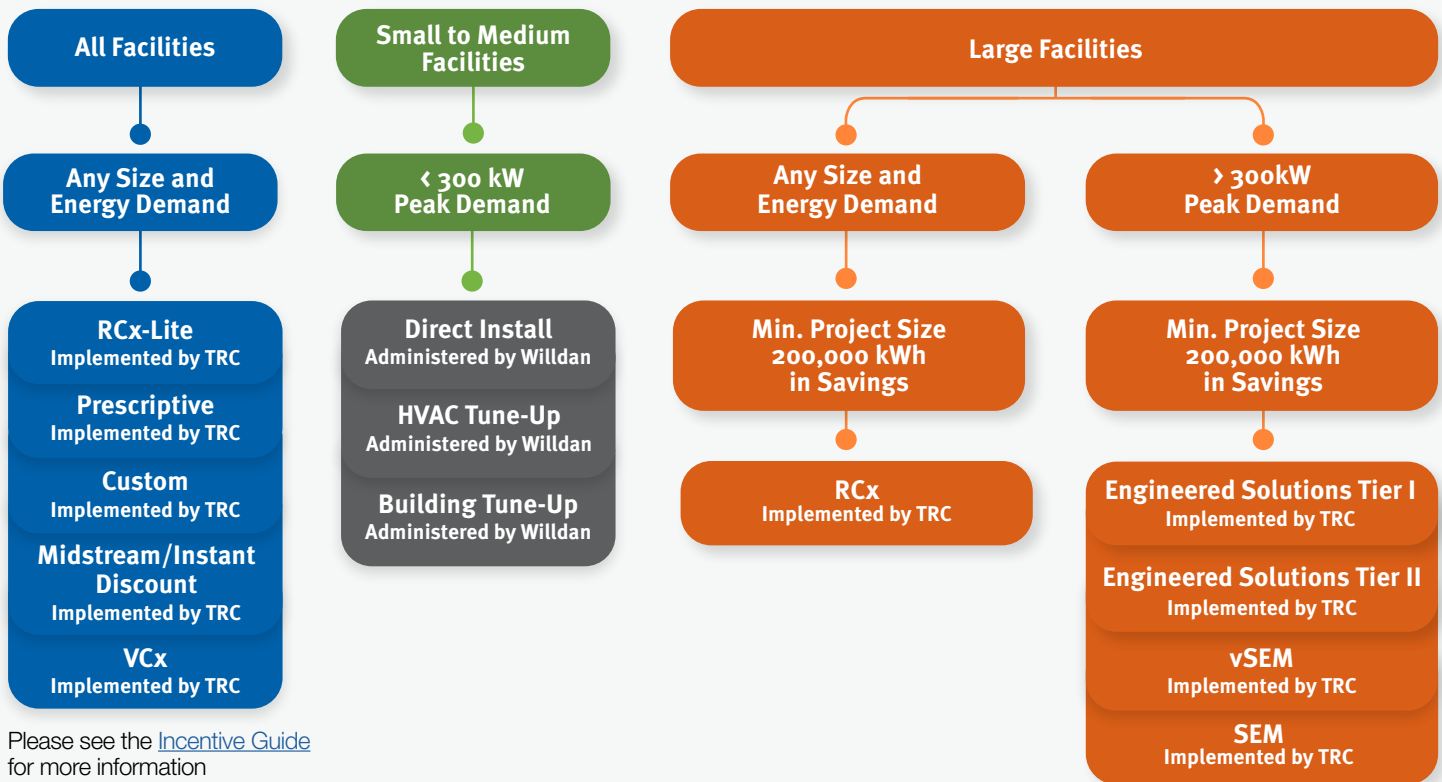 All Facilities
Any Size and
Energy Demand
RCx-Lite
Implemented by TRC
Prescriptive
Implemented by TRC
Custom
Implemented by TRC
Midstream/Instant
Discount
Implemented by TRC
VCx
Implemented by TRC
Please see the Incentive Guide
for more information
Small to Medium
Facilities
< 300 kW
Peak Demand
Direct Install
Administered by Willdan
HVAC Tune-Up
Administered by Willdan
Building Tune-Up
Administered by Willdan
Large Facilities
Any Size and
Energy Demand
Min. Project Size
200,000 kWh
in Savings
RCx
Implemented by TRC
> 300kW
Peak Demand
Min. Project Size
200,000 kWh
in Savings
Engineered Solutions Tier I
Implemented by TRC
Engineered Solutions Tier II
Implemented by TRC
vSEM
Implemented by TRC
SEM
Implemented by TRC